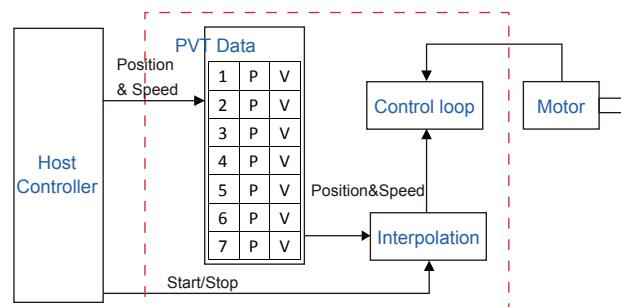 PVT Data
Position
& Speed
1 P V
2 P V
3 P V
4 P V
5 P V
6 P V
7 P V
Host
Controller
Control loop
Motor
Position&Speed
Interpolation
Start/Stop